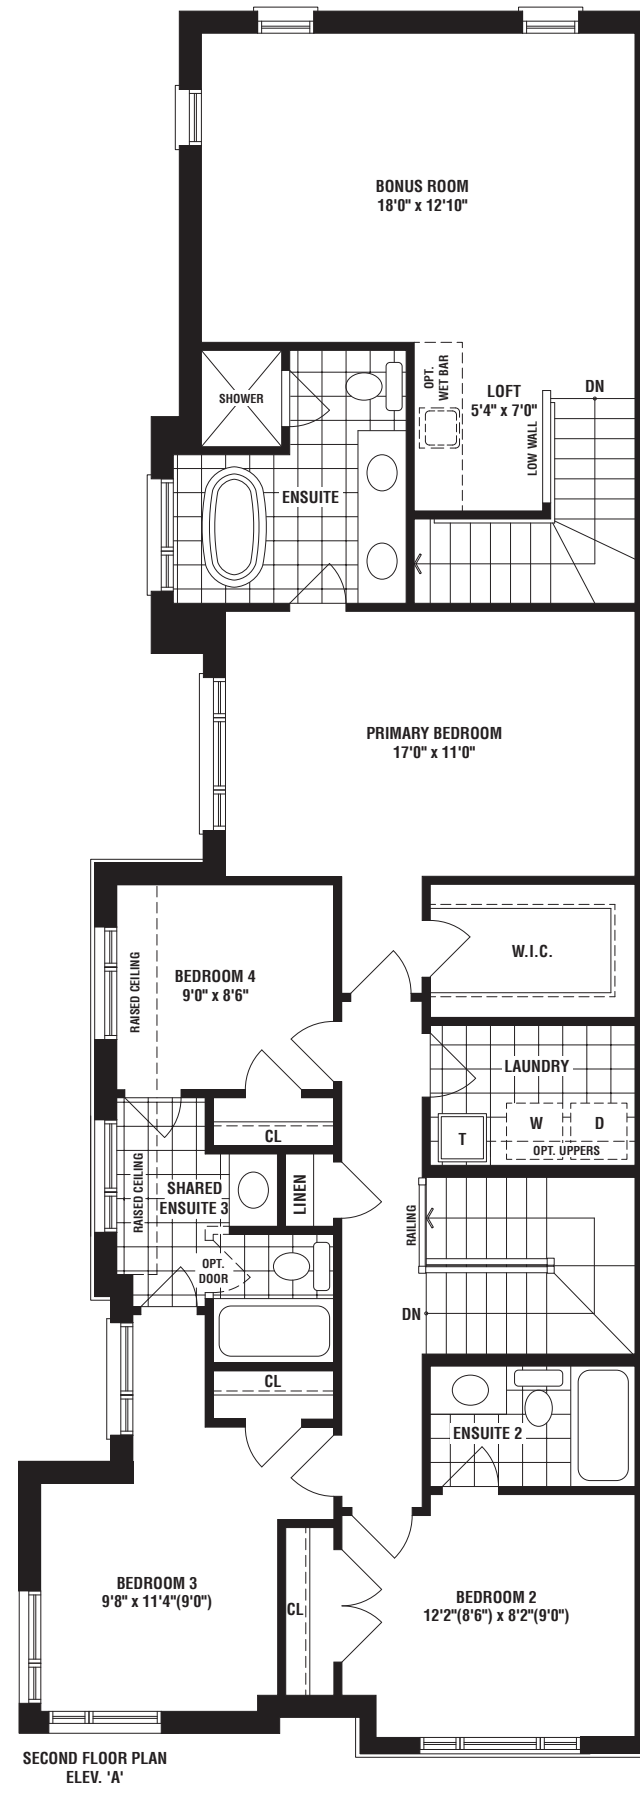 BONUS ROOM
18'0" x 12'10"
OPT.
WET BAR
SHOWER
LOFT
5'4" x 7'0"
DN
LOW WALL
ENSUITE
PRIMARY BEDROOM
17'0" x 11'0"
W.I.C.
BEDROOM 4
9'0" x 8'6"
RAISED CEILING
LAUNDRY
W
D
T
OPT. UPPERS
CL
RAISED CEILING
SHARED
ENSUITE 3
LINEN
RAILING
OPT.
DOOR
DN
CL
ENSUITE 2
BEDROOM 3
9'8" x 11'4"(9'0")
CL
BEDROOM 2
12'2"(8'6") x 8'2"(9'0")
SECOND FLOOR PLAN
ELEV. 'A'